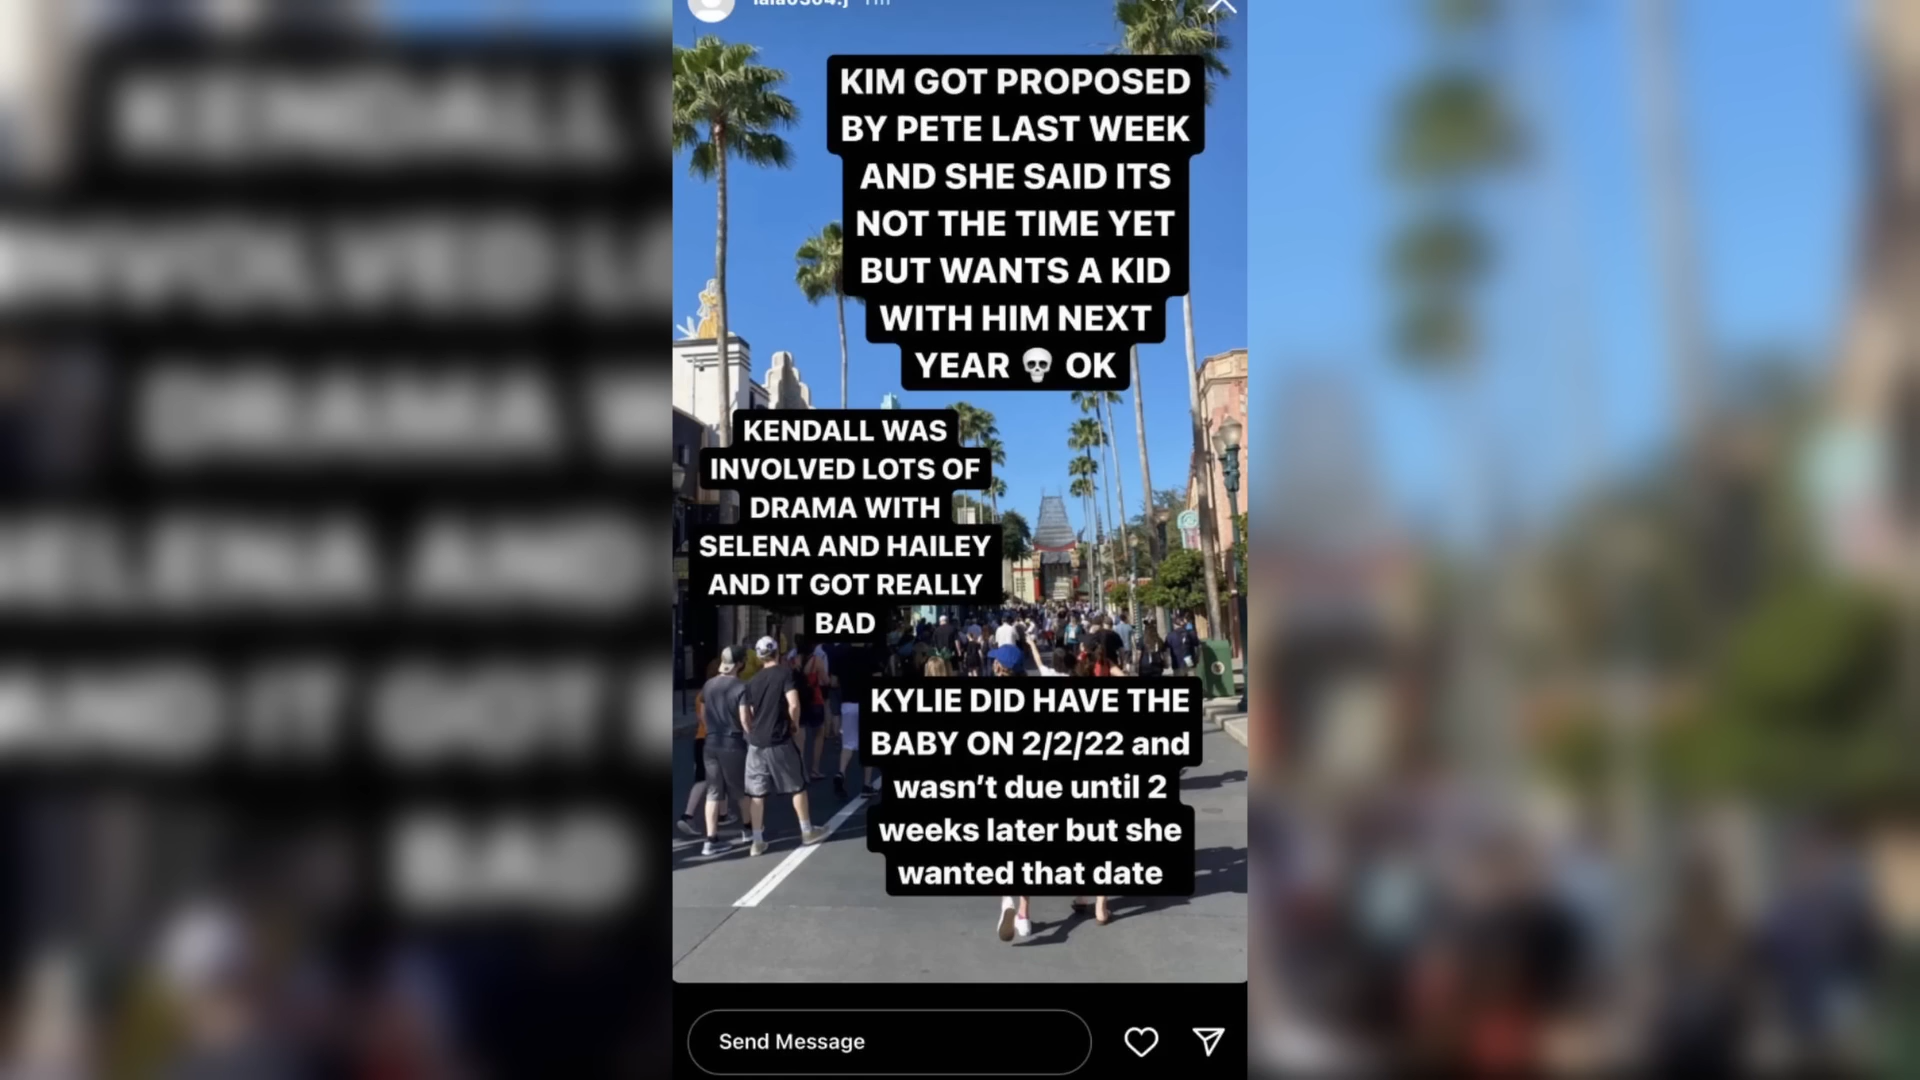 KIM GOT PROPOSED
BY PETE LAST WEEK
AND SHE SAID ITS
NOT THE TIME YET
BUT WANTS A KID
WITH HIM NEXT
YEAR 💀 OK
KENDALL WAS
INVOLVED LOTS OF
DRAMA WITH
SELENA AND HAILEY
AND IT GOT REALLY
BAD
KYLIE DID HAVE THE
BABY ON 2/2/22 and
wasn’t due until 2
weeks later but she
wanted that date
Send Message